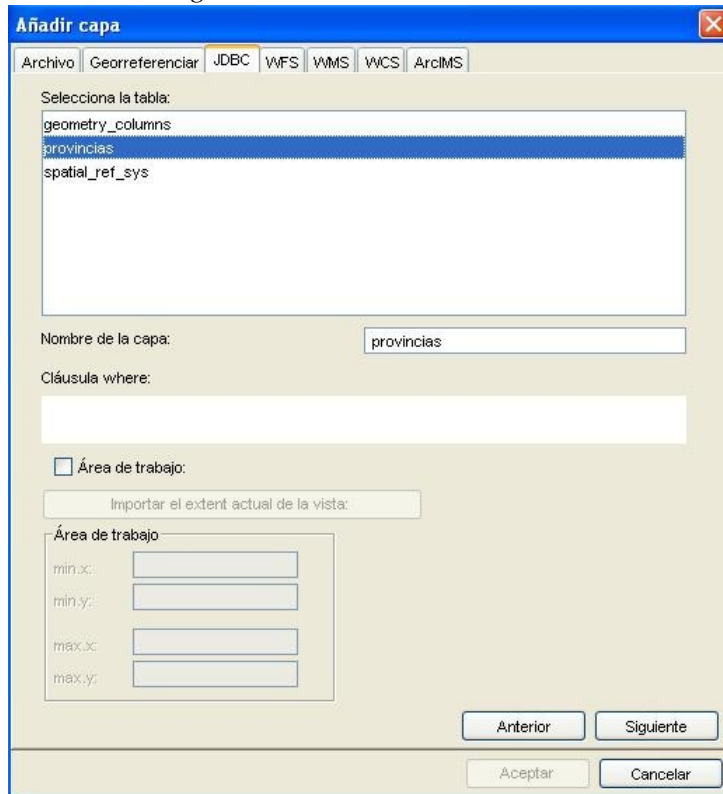 Añadir capa
Archivo Georreferenciar JDBC WFS WMS WCS ArcIMS
Selecciona la tabla:
geometry_columns
provincias
spatial_ref_sys
Nombre de la capa: provincias
Cláusula where:
Área de trabajo:
Importar el extent actual de la vista:
Área de trabajo
min.x:
min.y:
max.x:
max.y:
Anterior Siguiente
Aceptar Cancelar